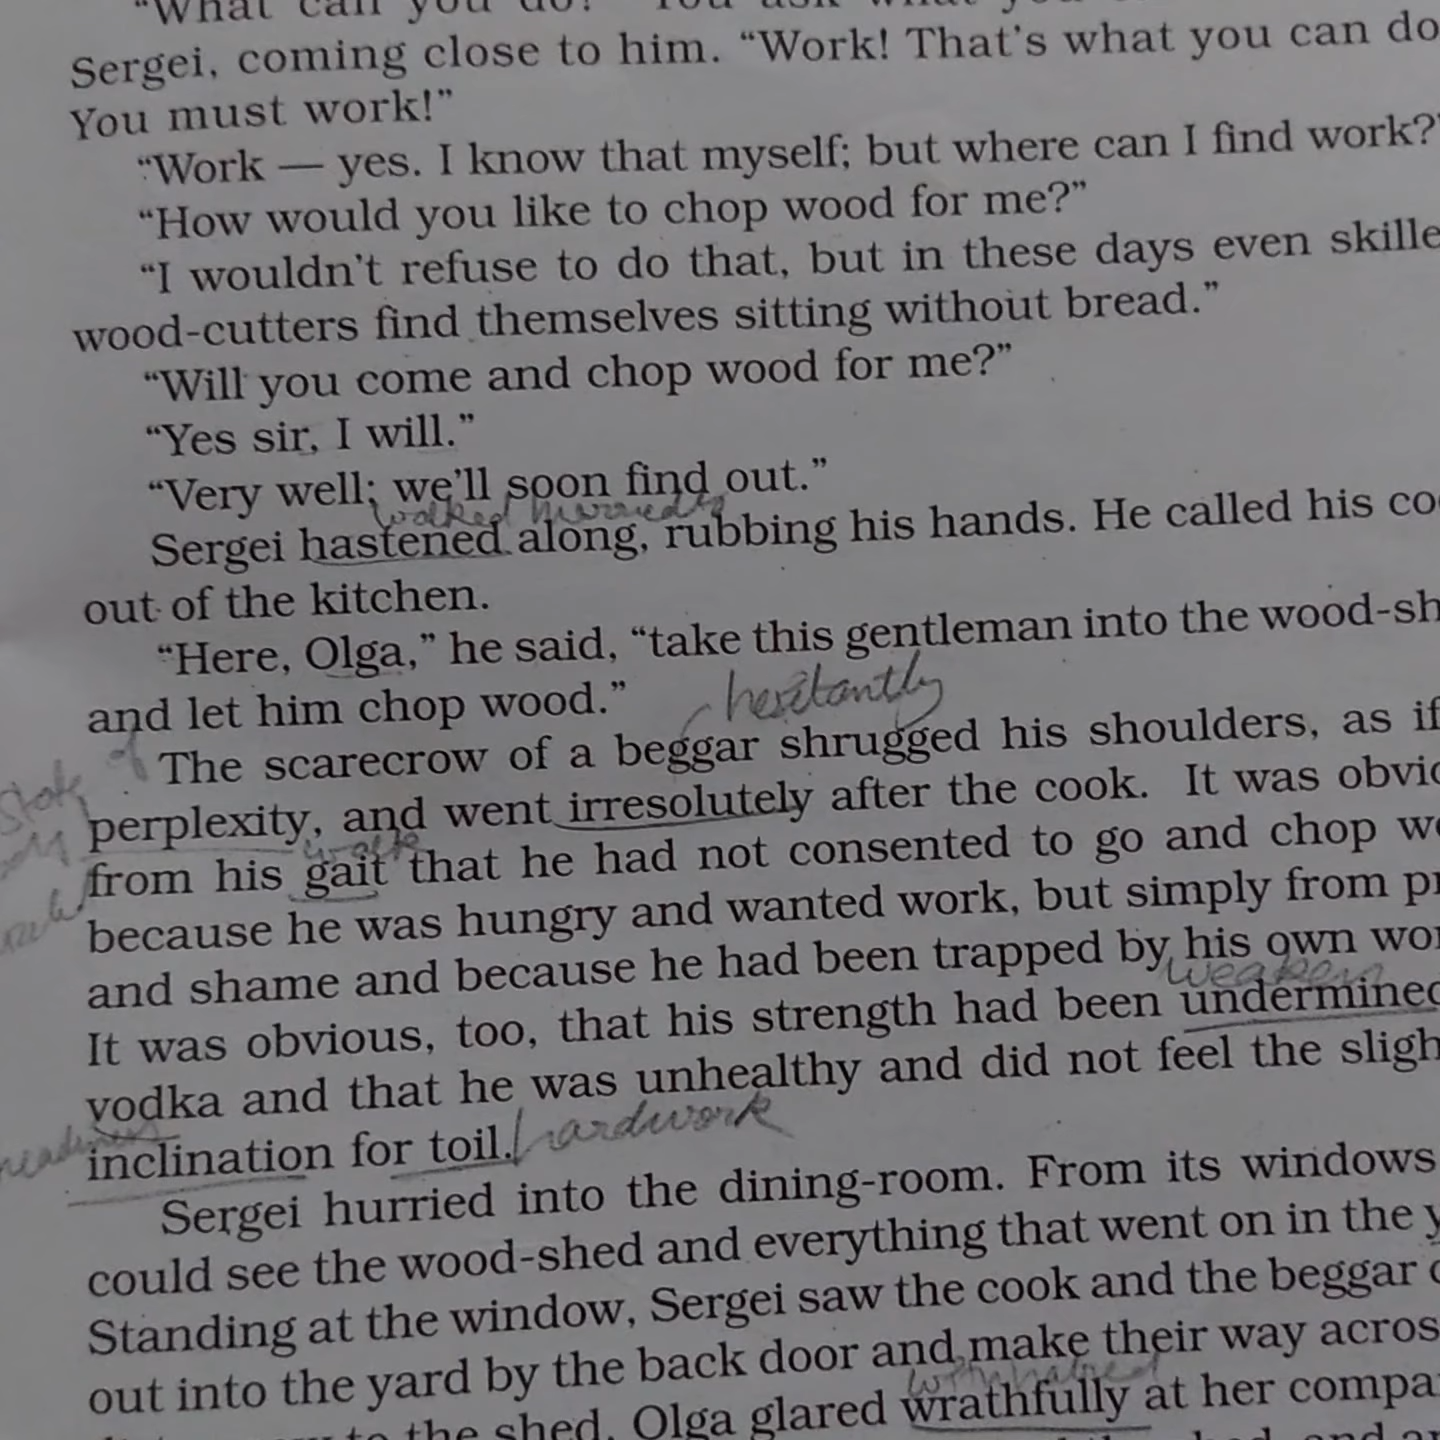 "What can you do?
Sergei, coming close to him. "Work! That's what you can do
You must work!"
"Work — yes. I know that myself; but where can I find work?"
"How would you like to chop wood for me?"
"I wouldn't refuse to do that, but in these days even skille
wood-cutters find themselves sitting without bread."
"Will you come and chop wood for me?"
"Yes sir, I will."
"Very well; we'll soon find out."
walked hurriedly
Sergei hastened along, rubbing his hands. He called his co
out of the kitchen.
"Here, Olga," he said, "take this gentleman into the wood-sh
and let him chop wood."
hesitantly
The scarecrow of a beggar shrugged his shoulders, as if
perplexity, and went irresolutely after the cook. It was obvio
walk
from his gait that he had not consented to go and chop wo
because he was hungry and wanted work, but simply from pr
and shame and because he had been trapped by his own wor
weaken
It was obvious, too, that his strength had been undermined
vodka and that he was unhealthy and did not feel the sligh
inclination for toil. hardwork
Sergei hurried into the dining-room. From its windows
could see the wood-shed and everything that went on in the y
Standing at the window, Sergei saw the cook and the beggar
out into the yard by the back door and make their way acros
the shed. Olga glared wrathfully at her compa